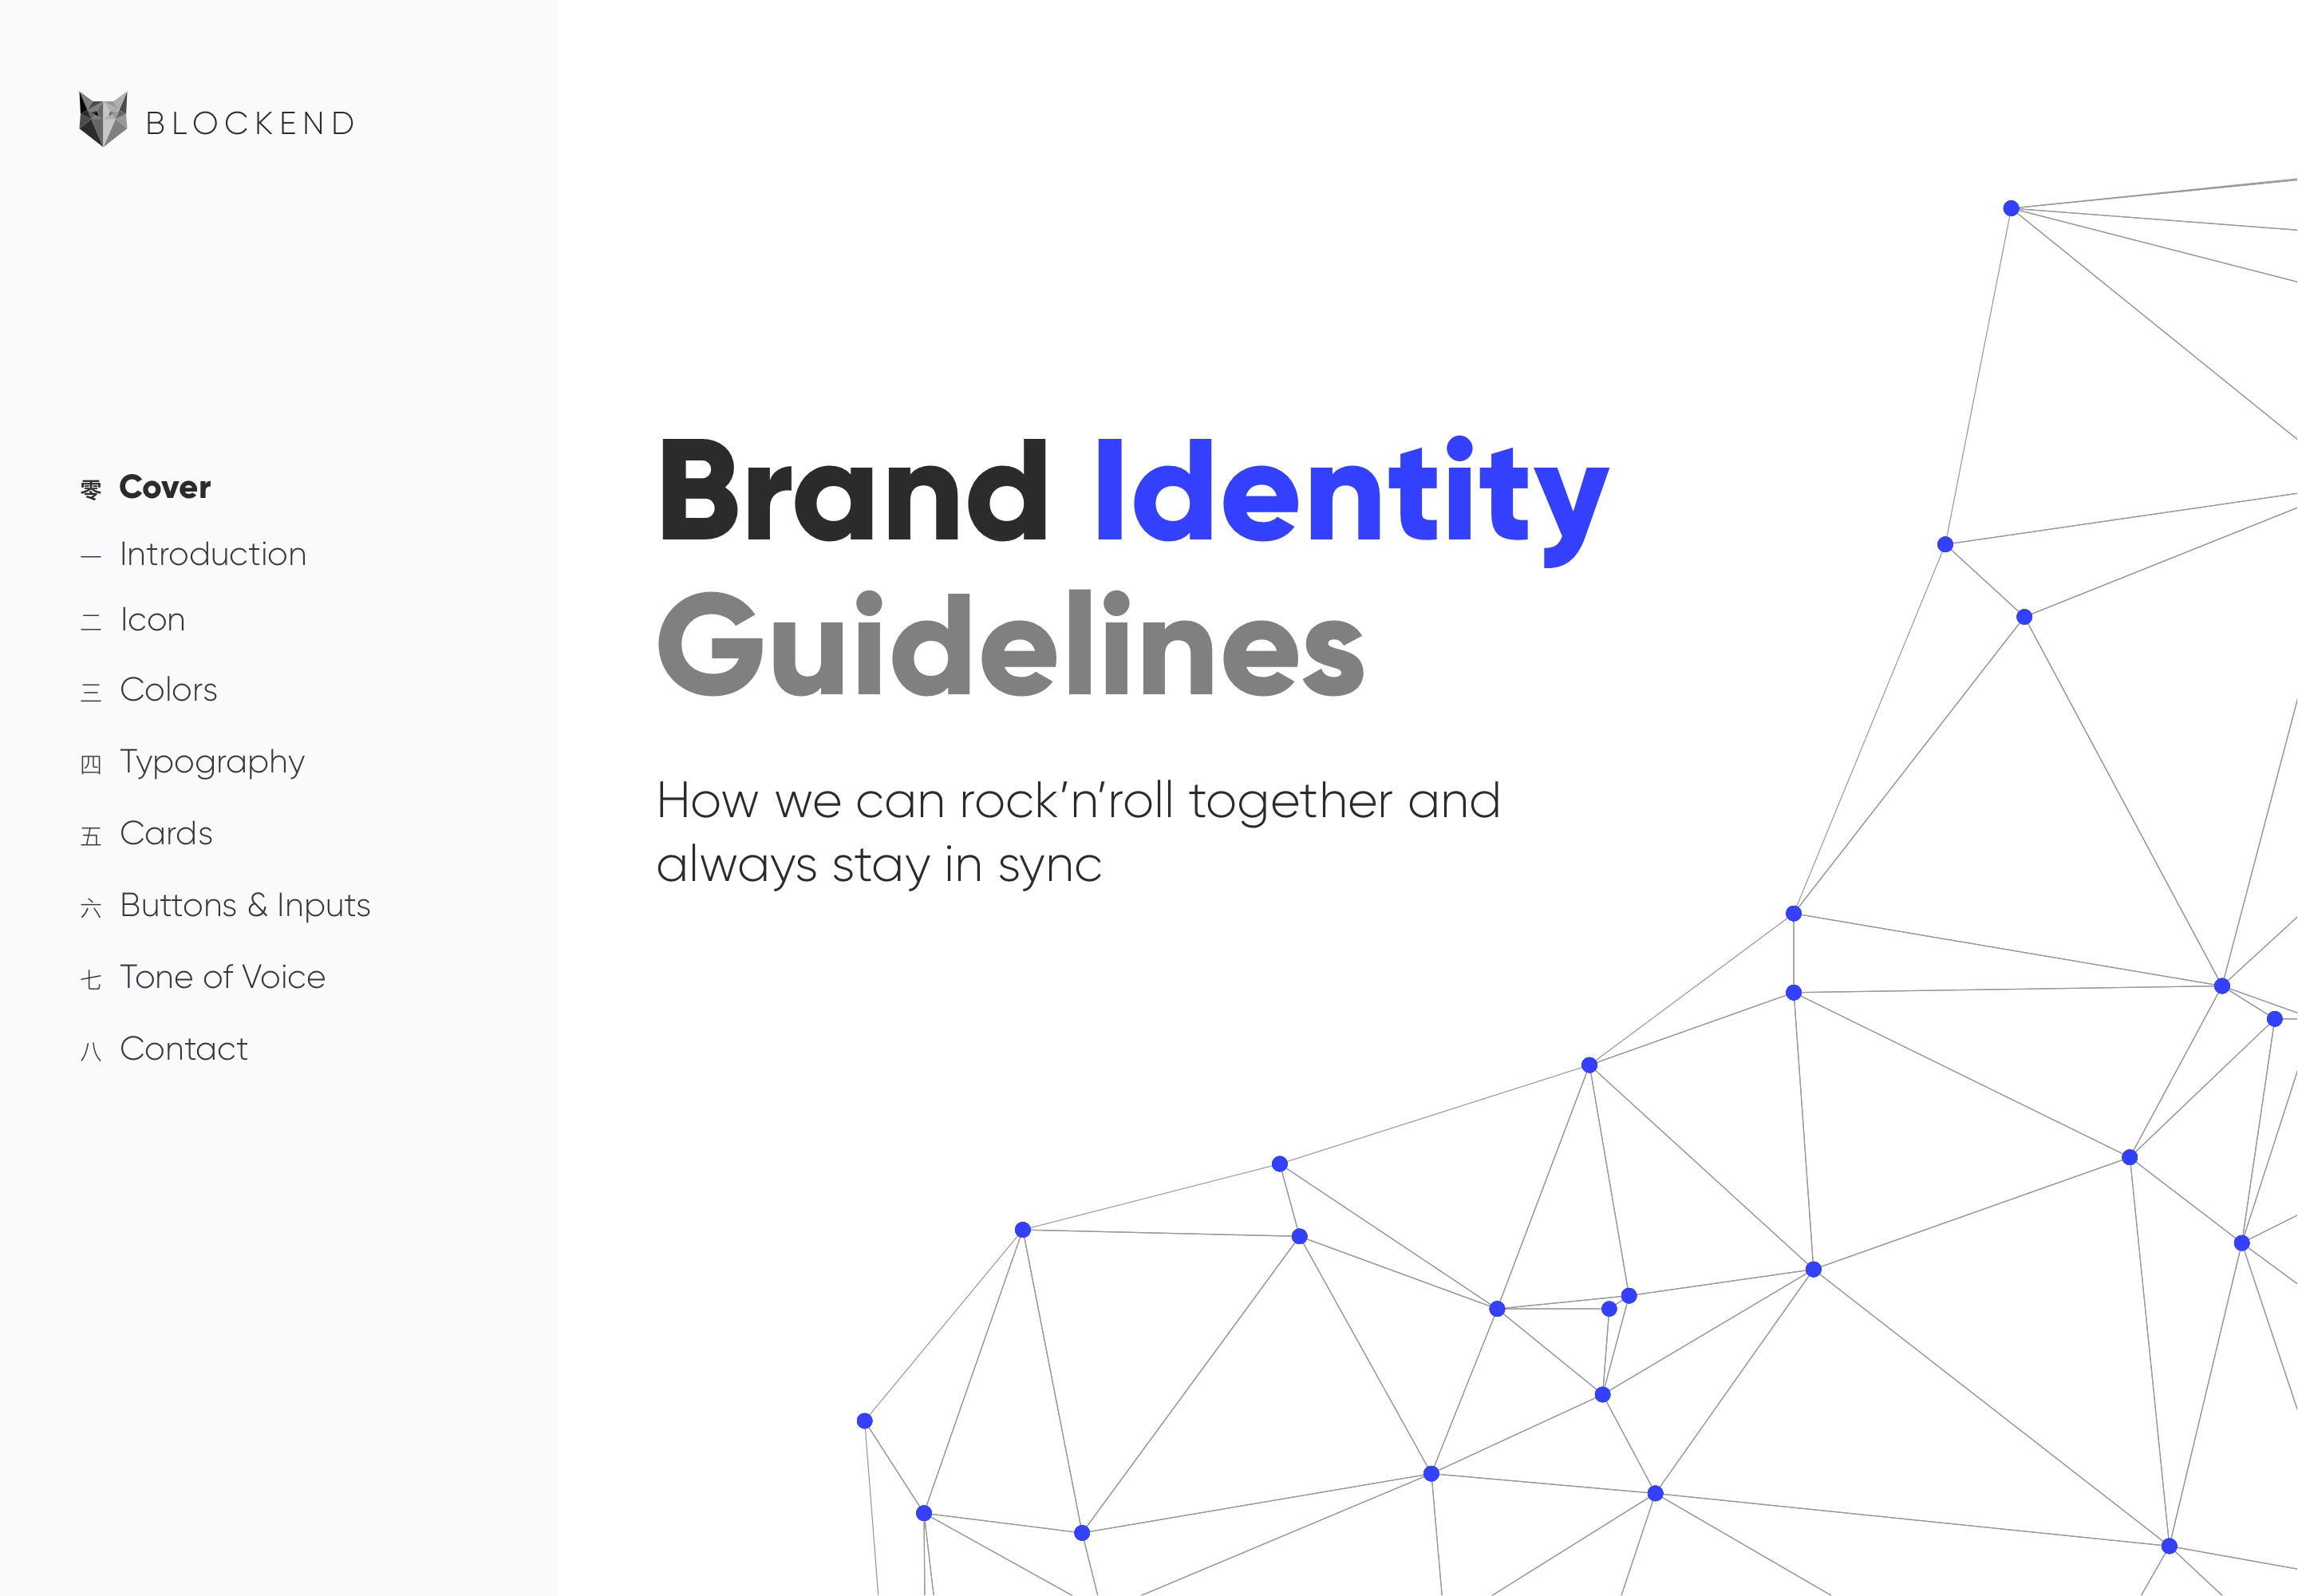 BLOCKEND
零 Cover
一 Introduction
二 Icon
三 Colors
四 Typography
五 Cards
六 Buttons & Inputs
七 Tone of Voice
八 Contact
Brand Identity
Guidelines
How we can rock’n’roll together and
always stay in sync